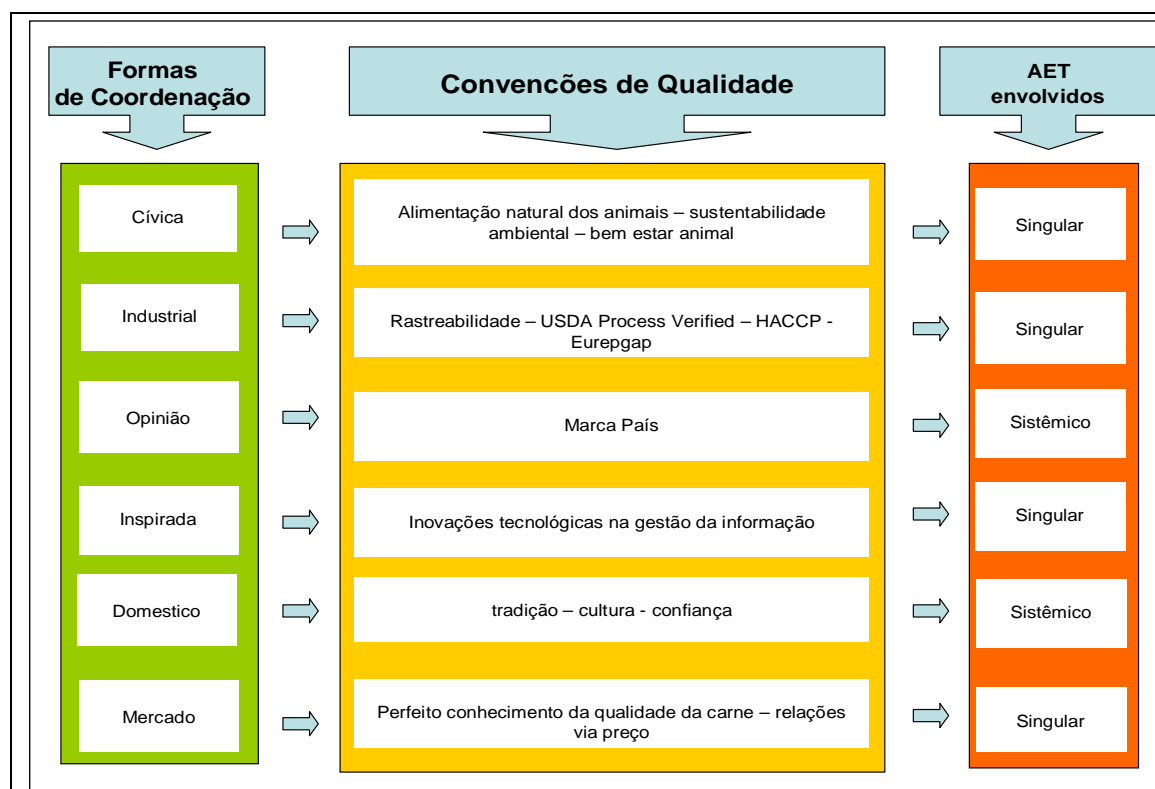 Formas
de Coordenação
Convencões de Qualidade
AET
envolvidos
Cívica
Alimentação natural dos animais – sustentabilidade
ambiental – bem estar animal
Singular
Industrial
Rastreabilidade – USDA Process Verified – HACCP -
Eurepgap
Singular
Opinião
Marca País
Sistêmico
Inspirada
Inovações tecnológicas na gestão da informação
Singular
Domestico
tradição – cultura - confiança
Sistêmico
Mercado
Perfeito conhecimento da qualidade da carne – relações
via preço
Singular